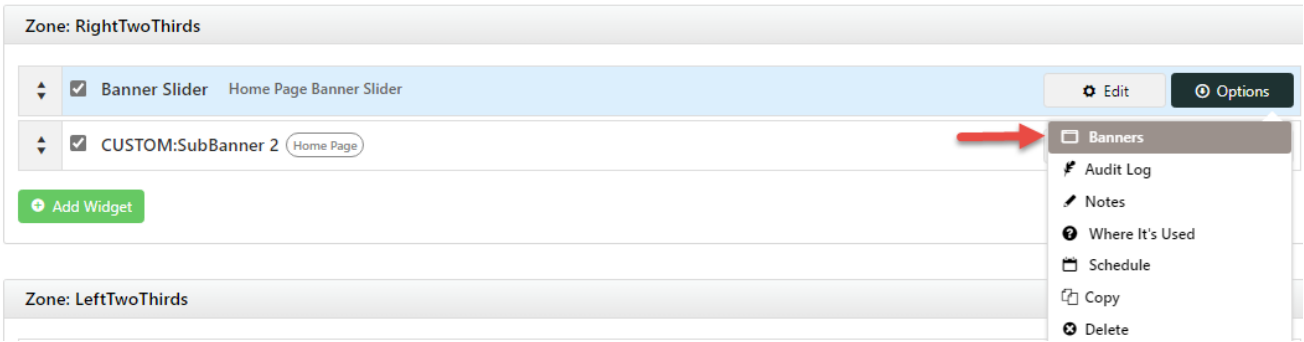 Zone: RightTwoThirds
Banner Slider Home Page Banner Slider Edit Options
CUSTOM:SubBanner 2 Home Page
Banners
Audit Log
Notes
Where It's Used
Schedule
Copy
Delete
Add Widget
Zone: LeftTwoThirds